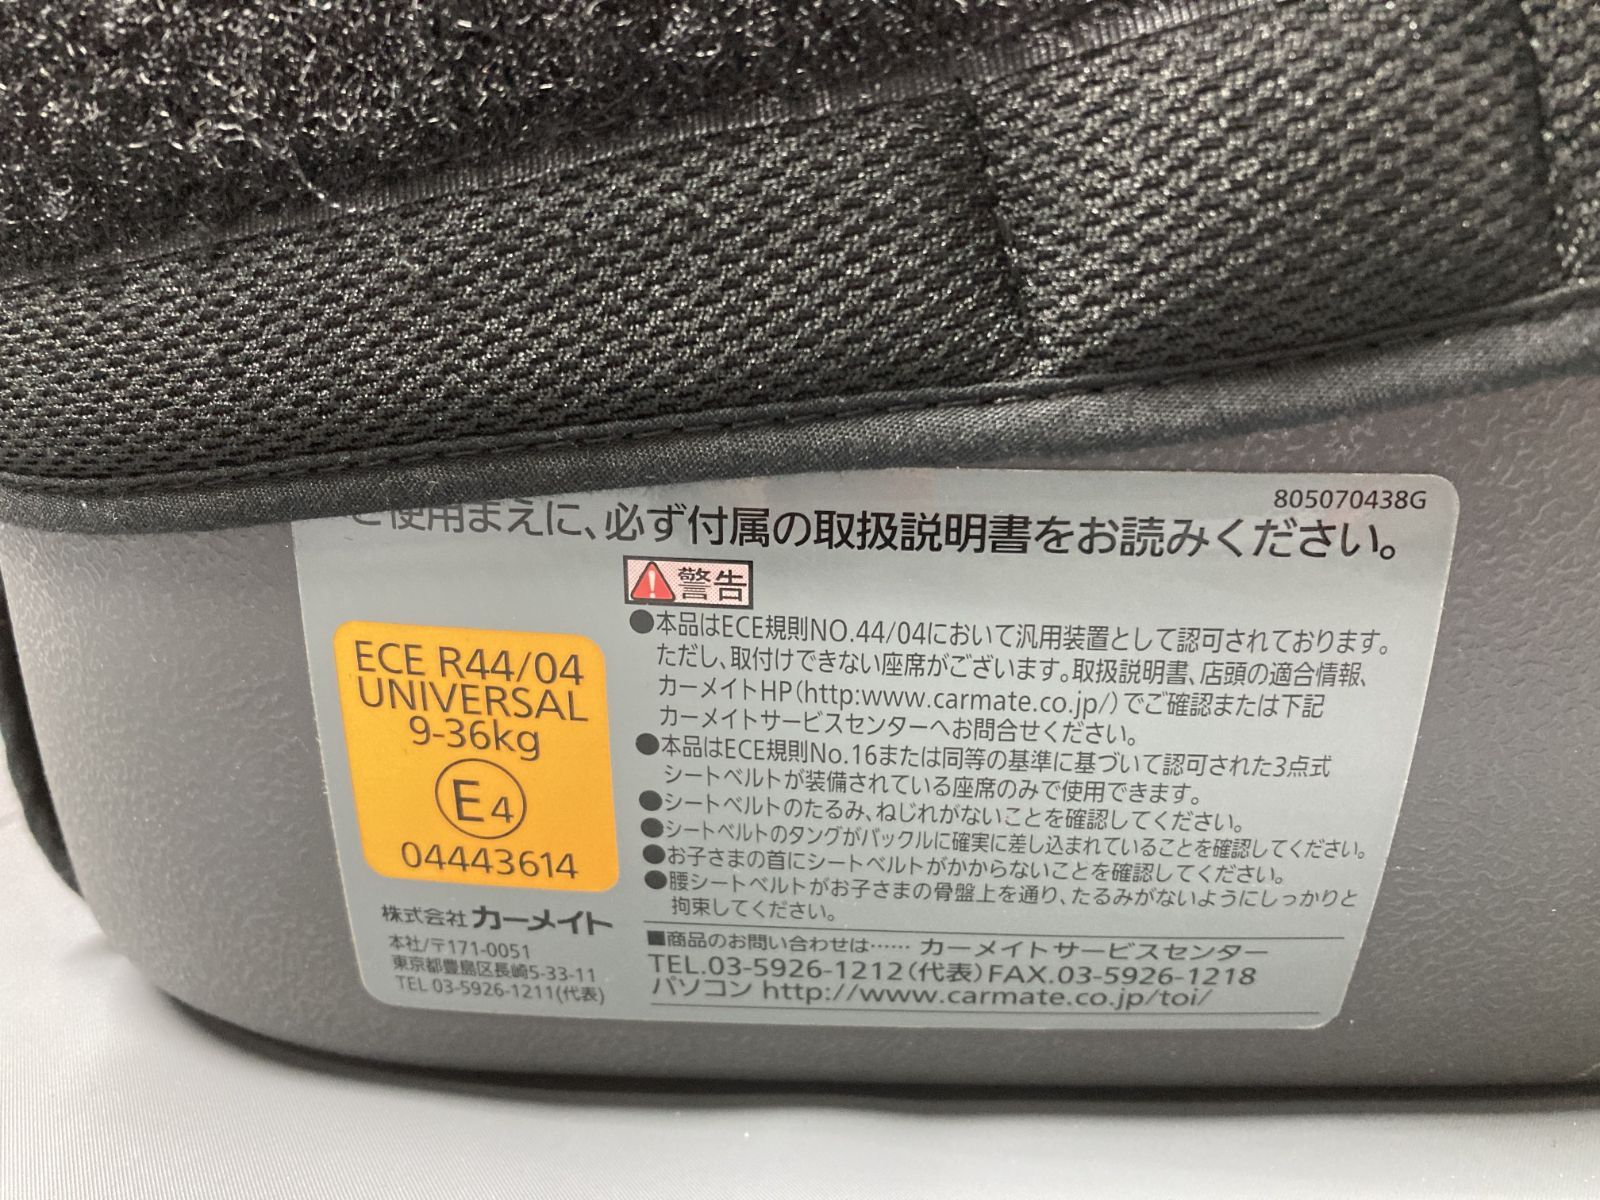 805070438G
ご使用まえに、必ず付属の取扱説明書をお読みください。
警告
●本品はECE規則NO.44/04において汎用装置として認可されております。
ただし、取付けできない座席がございます。取扱説明書、店頭の適合情報、
カーメイトHP(http:www.carmate.co.jp/)でご確認または下記
カーメイトサービスセンターへお問合せください。
●本品はECE規則No.16または同等の基準に基づいて認可された3点式
シートベルトが装備されている座席のみで使用できます。
●シートベルトのたるみ、ねじれがないことを確認してください。
●シートベルトのタングがバックルに確実に差し込まれていることを確認してください。
●お子さまの首にシートベルトがかからないことを確認してください。
●腰シートベルトがお子さまの骨盤上を通り、たるみがないようにしっかりと
拘束してください。
■商品のお問い合わせは…… カーメイトサービスセンター
TEL.03-5926-1212(代表)FAX.03-5926-1218
パソコン http://www.carmate.co.jp/toi/
ECE R44/04
UNIVERSAL
9-36kg
E4
04443614
株式会社 カーメイト
本社/〒171-0051
東京都豊島区長崎5-33-11
TEL 03-5926-1211(代表)